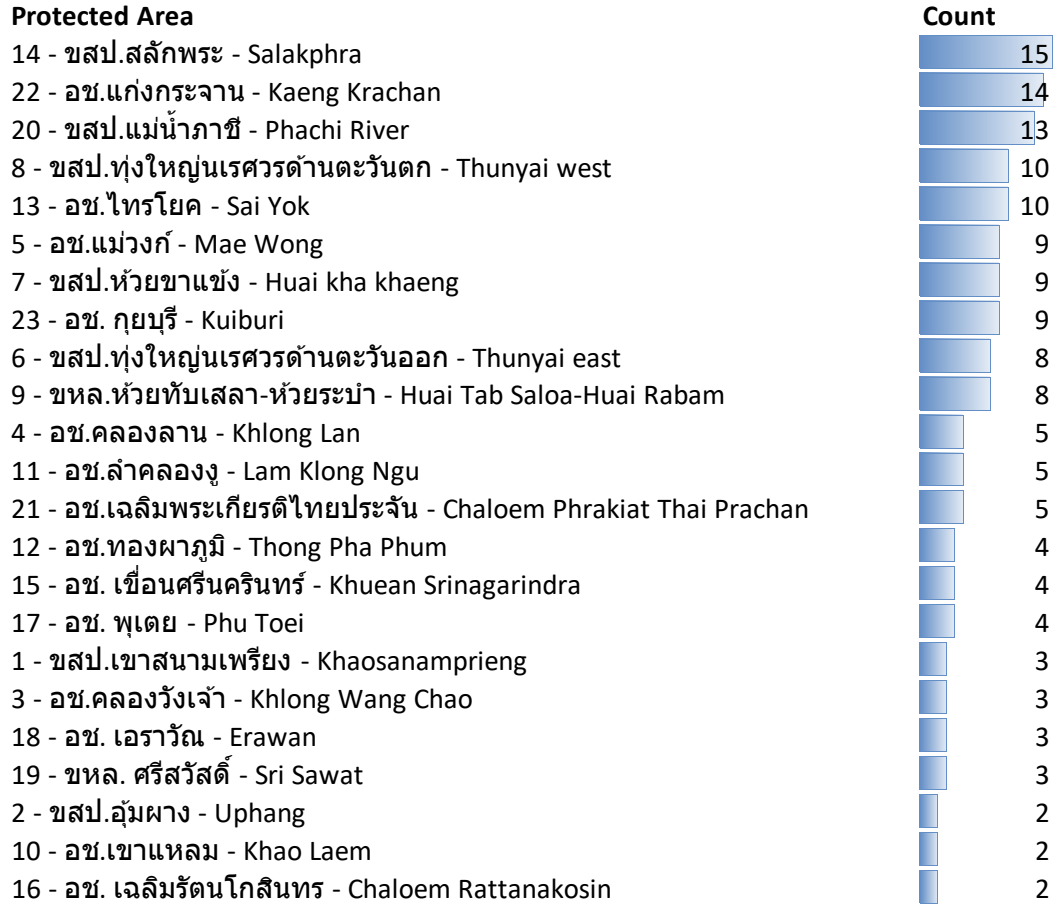 Protected Area Count
14 - ขสป.สลักพระ - Salakphra 15
22 - อช.แก่งกระจาน - Kaeng Krachan 14
20 - ขสป.แม่น้ำภาชี - Phachi River 13
8 - ขสป.ทุ่งใหญ่นเรศวรด้านตะวันตก - Thunyai west 10
13 - อช.ไทรโยค - Sai Yok 10
5 - อช.แม่วงก์ - Mae Wong 9
7 - ขสป.ห้วยขาแข้ง - Huai kha khaeng 9
23 - อช. กุยบุรี - Kuiburi 9
6 - ขสป.ทุ่งใหญ่นเรศวรด้านตะวันออก - Thunyai east 8
9 - ขหล.ห้วยทับเสลา-ห้วยระบำ - Huai Tab Saloa-Huai Rabam 8
4 - อช.คลองลาน - Khlong Lan 5
11 - อช.ลำคลองงู - Lam Klong Ngu 5
21 - อช.เฉลิมพระเกียรติไทยประจัน - Chaloem Phrakiat Thai Prachan 5
12 - อช.ทองผาภูมิ - Thong Pha Phum 4
15 - อช. เขื่อนศรีนครินทร์ - Khuean Srinagarindra 4
17 - อช. พุเตย - Phu Toei 4
1 - ขสป.เขาสนามเพรียง - Khaosanamprieng 3
3 - อช.คลองวังเจ้า - Khlong Wang Chao 3
18 - อช. เอราวัณ - Erawan 3
19 - ขหล. ศรีสวัสดิ์ - Sri Sawat 3
2 - ขสป.อุ้มผาง - Uphang 2
10 - อช.เขาแหลม - Khao Laem 2
16 - อช. เฉลิมรัตนโกสินทร - Chaloem Rattanakosin 2